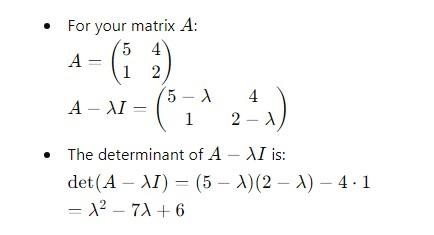 • For your matrix A:
A = (5 4
1 2)
A − λI = (5 − λ 4
1 2 − λ)
• The determinant of A − λI is:
det(A − λI) = (5 − λ)(2 − λ) − 4 · 1
= λ² − 7λ + 6